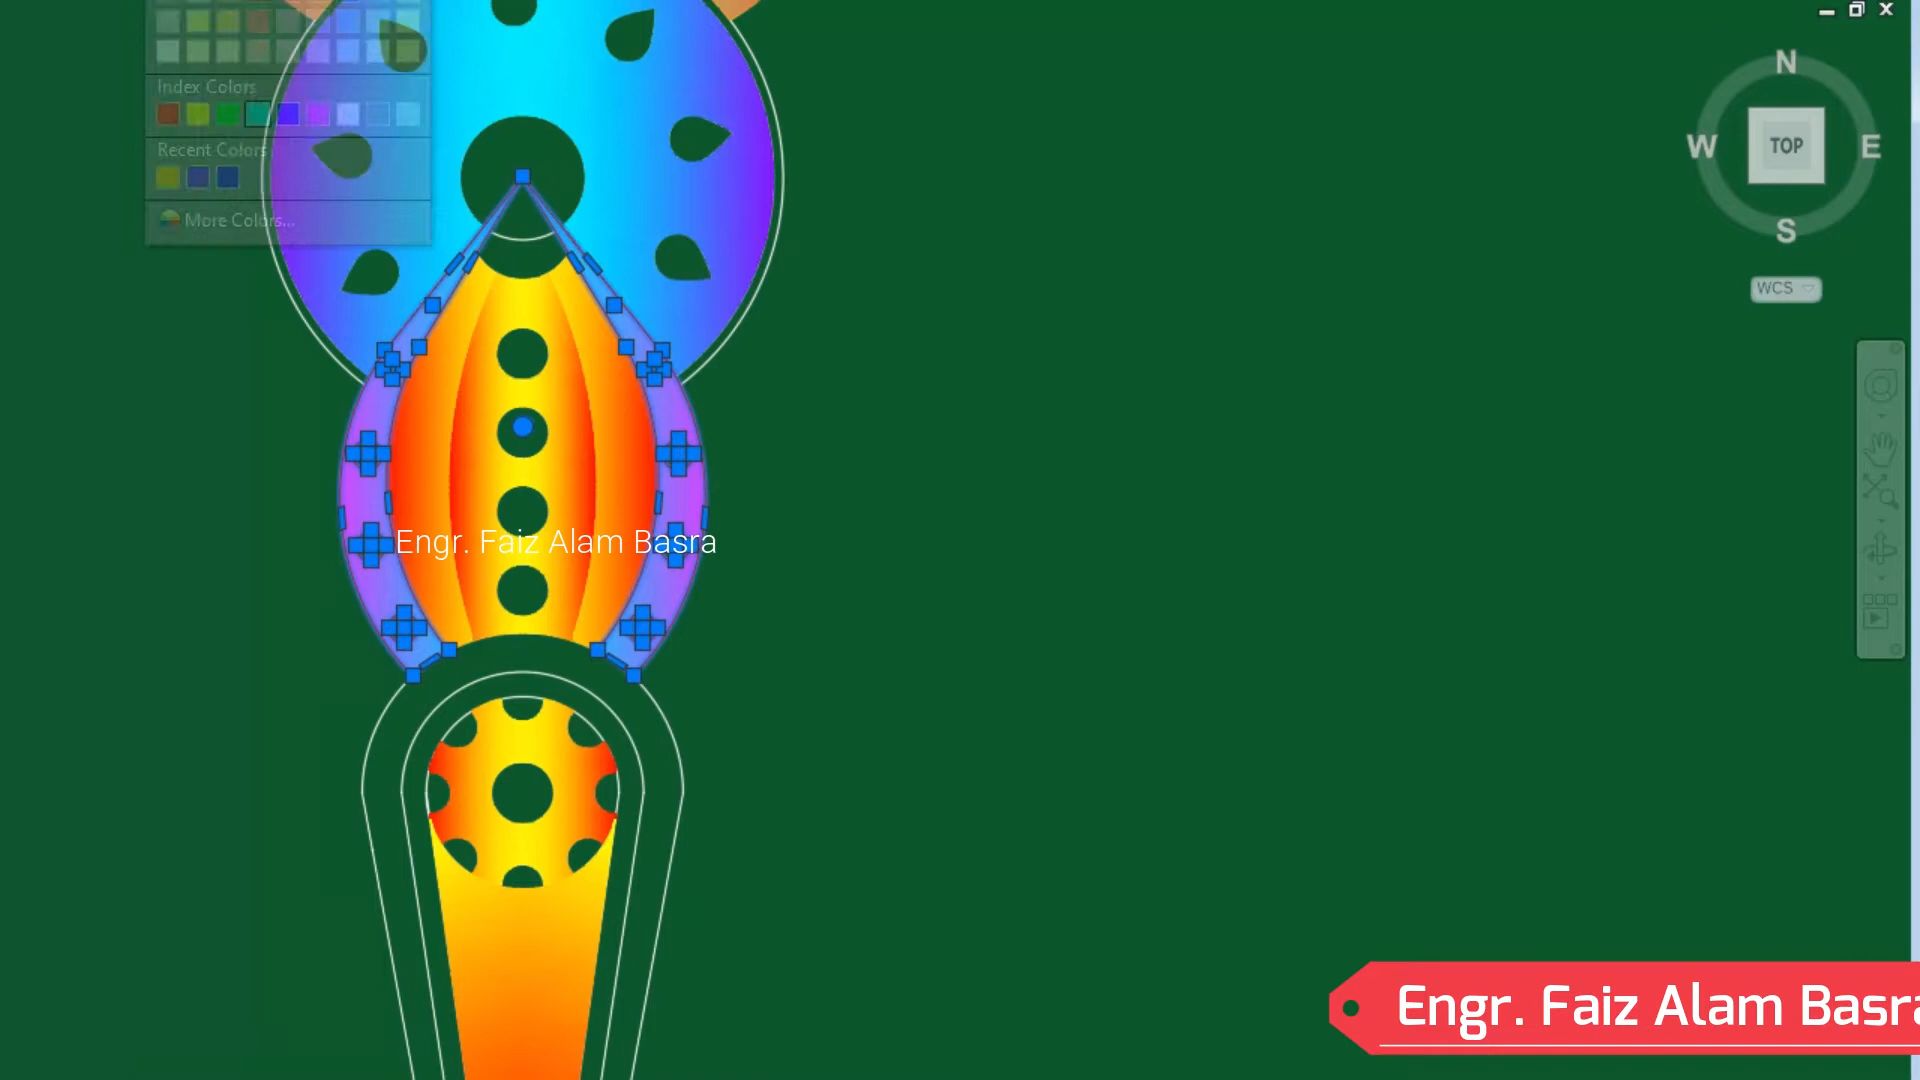 Index Colors
Recent Colors
More Colors...
N
W
TOP
E
S
WCS
Engr. Faiz Alam Basra
Engr. Faiz Alam Basra